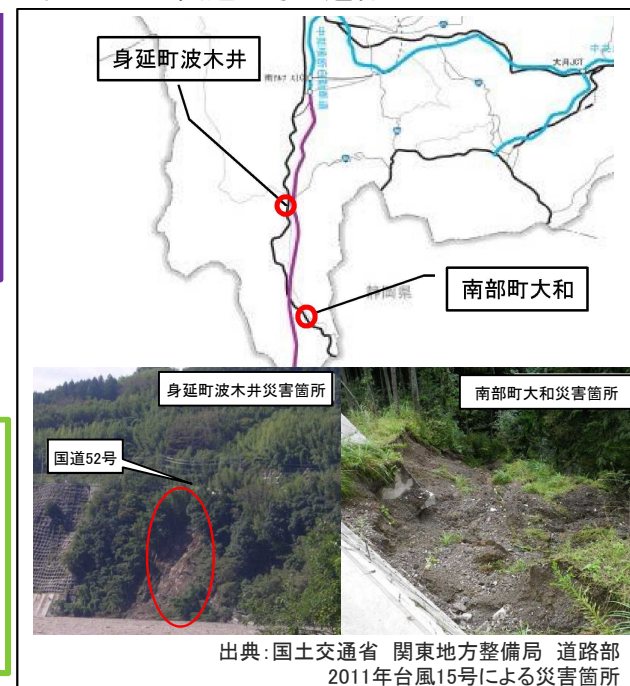 身延町波木井
大月JCT
静岡県
南部町大和
身延町波木井災害箇所
南部町大和災害箇所
国道52号
出典：国土交通省 関東地方整備局 道路部
2011年台風15号による災害箇所